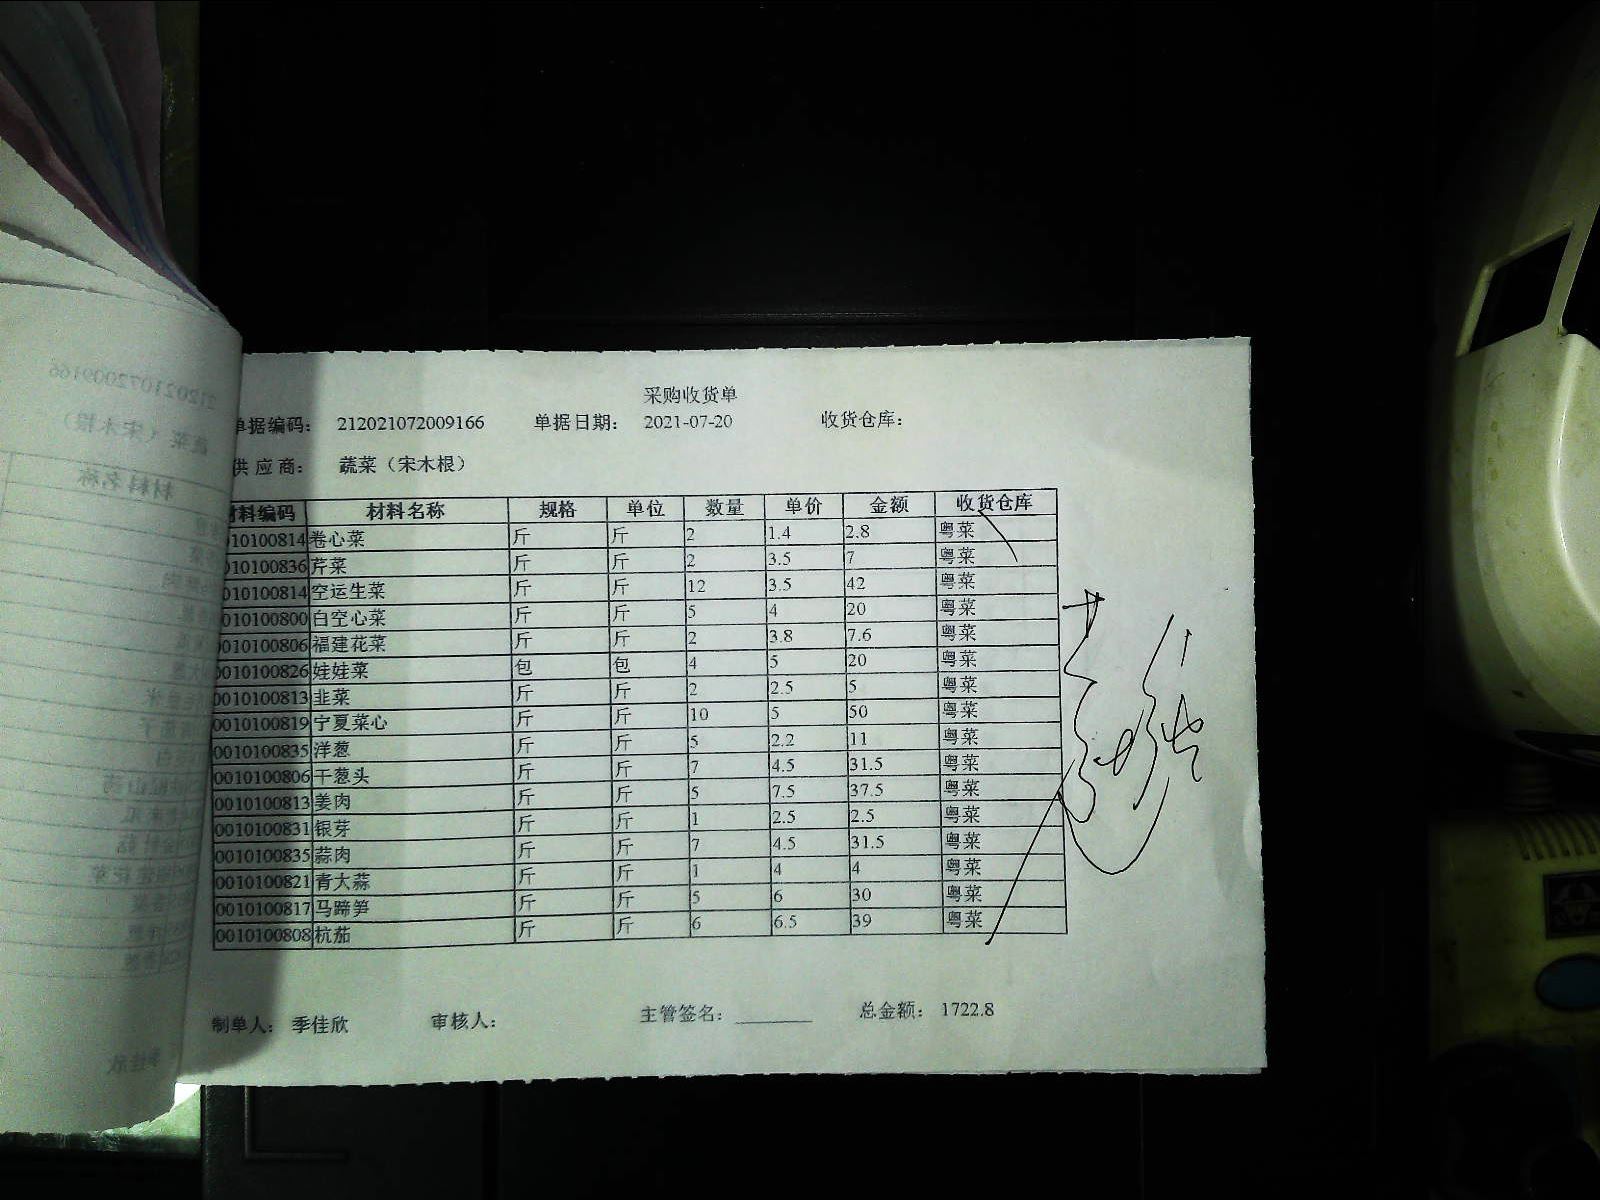 采购收货单
单据编码： 212021072009166 单据日期： 2021-07-20 收货仓库：
供 应 商： 蔬菜（宋木根）
材料编码 材料名称 规格 单位 数量 单价 金额 收货仓库
010100814 卷心菜 斤 斤 2 1.4 2.8 粤菜
010100836 芹菜 斤 斤 2 3.5 7 粤菜
010100814 空运生菜 斤 斤 12 3.5 42 粤菜
010100800 白空心菜 斤 斤 5 4 20 粤菜
0010100806 福建花菜 斤 斤 2 3.8 7.6 粤菜
0010100826 娃娃菜 包 包 4 5 20 粤菜
0010100813 韭菜 斤 斤 2 2.5 5 粤菜
0010100819 宁夏菜心 斤 斤 10 5 50 粤菜
0010100835 洋葱 斤 斤 5 2.2 11 粤菜
0010100806 干葱头 斤 斤 7 4.5 31.5 粤菜
0010100813 姜肉 斤 斤 5 7.5 37.5 粤菜
0010100831 银芽 斤 斤 1 2.5 2.5 粤菜
0010100835 蒜肉 斤 斤 7 4.5 31.5 粤菜
0010100821 青大蒜 斤 斤 1 4 4 粤菜
0010100817 马蹄笋 斤 斤 5 6 30 粤菜
0010100808 杭茄 斤 斤 6 6.5 39 粤菜
制单人： 季佳欣 审核人： 主管签名： 总金额： 1722.8